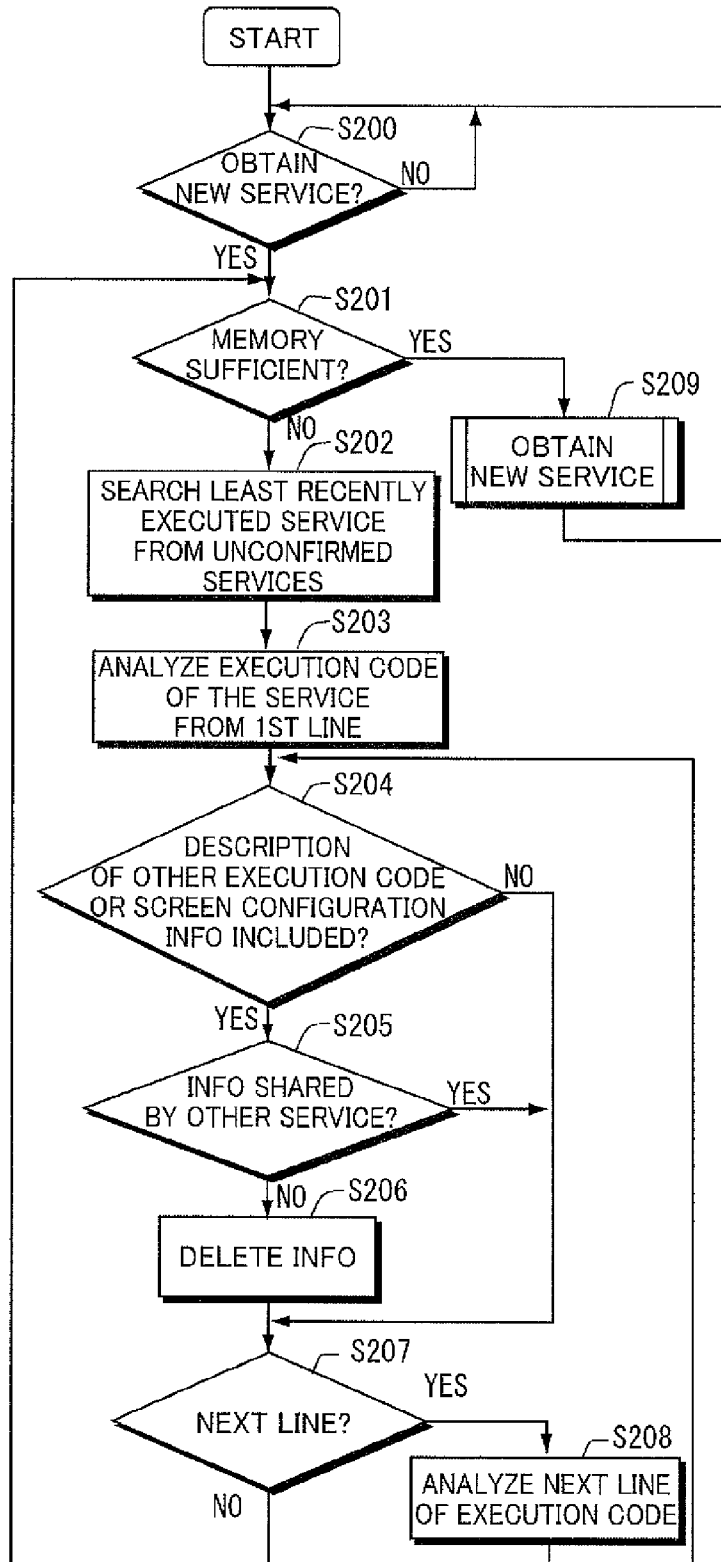 START
S200
OBTAIN
NEW SERVICE?
NO
YES
S201
MEMORY
SUFFICIENT?
YES
S209
OBTAIN
NEW SERVICE
NO
S202
SEARCH LEAST RECENTLY
EXECUTED SERVICE
FROM UNCONFIRMED
SERVICES
S203
ANALYZE EXECUTION CODE
OF THE SERVICE
FROM 1ST LINE
S204
DESCRIPTION
OF OTHER EXECUTION CODE
OR SCREEN CONFIGURATION
INFO INCLUDED?
NO
YES
S205
INFO SHARED
BY OTHER SERVICE?
YES
NO
S206
DELETE INFO
S207
NEXT LINE?
YES
S208
ANALYZE NEXT LINE
OF EXECUTION CODE
NO